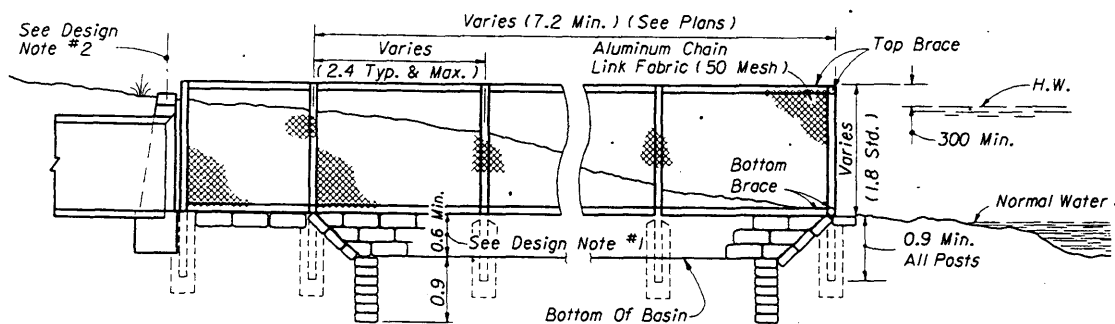 Varies (7.2 Min.) (See Plans)
See Design
Note #2
Varies
(2.4 Typ. & Max.)
Aluminum Chain
Link Fabric (50 Mesh)
Top Brace
H.W.
300 Min.
Varies
(1.8 Std.)
Bottom
Brace
Normal Water
0.6 Min.
See Design Note #1
0.9 Min.
All Posts
0.9
Bottom Of Basin